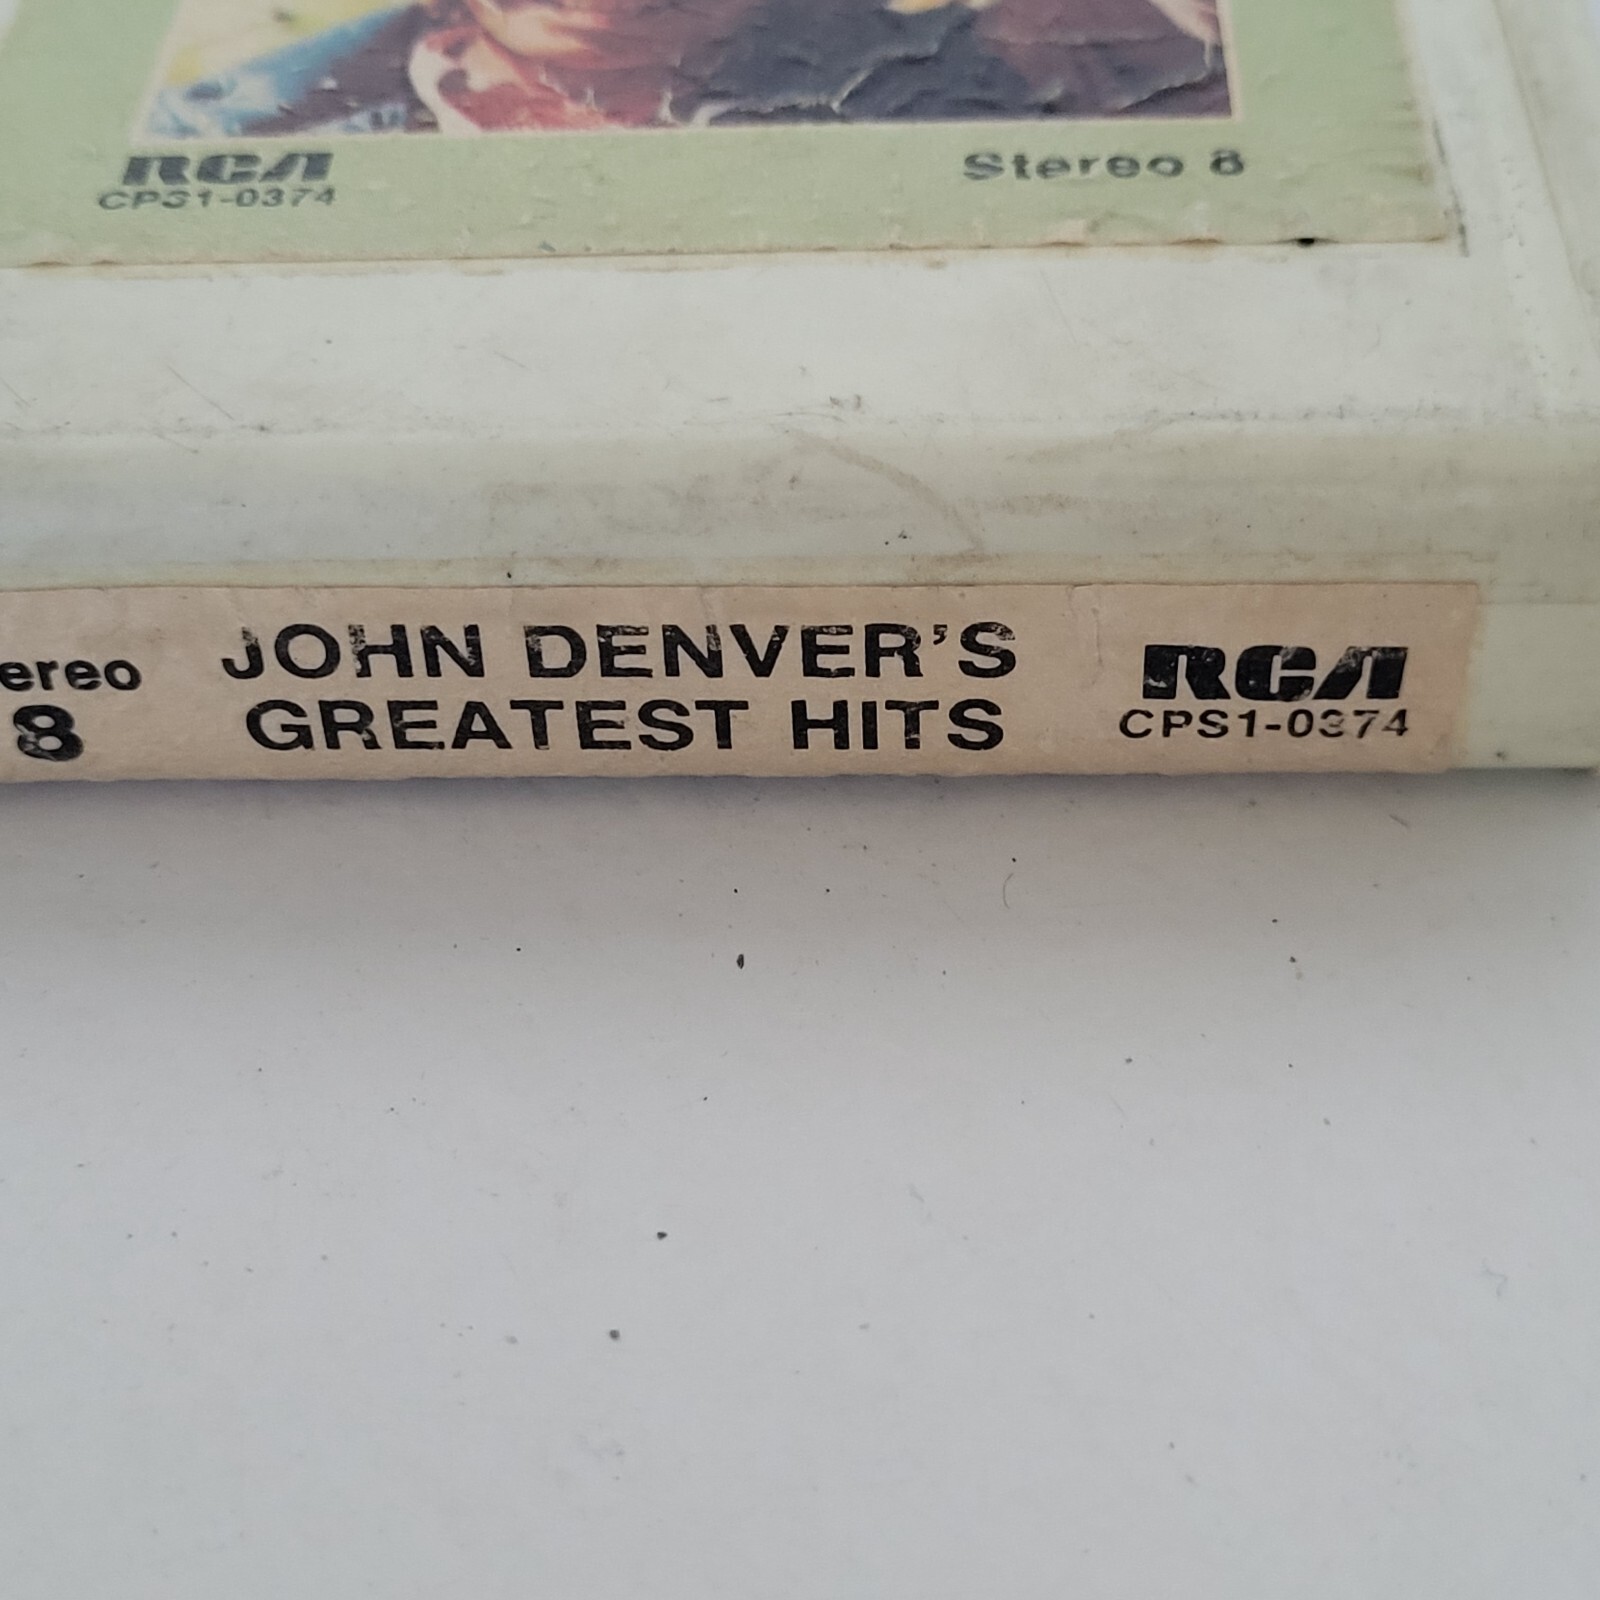 RCA
CPS1-0374
Stereo 8
ereo
8
JOHN DENVER'S
GREATEST HITS
RCA
CPS1-0374